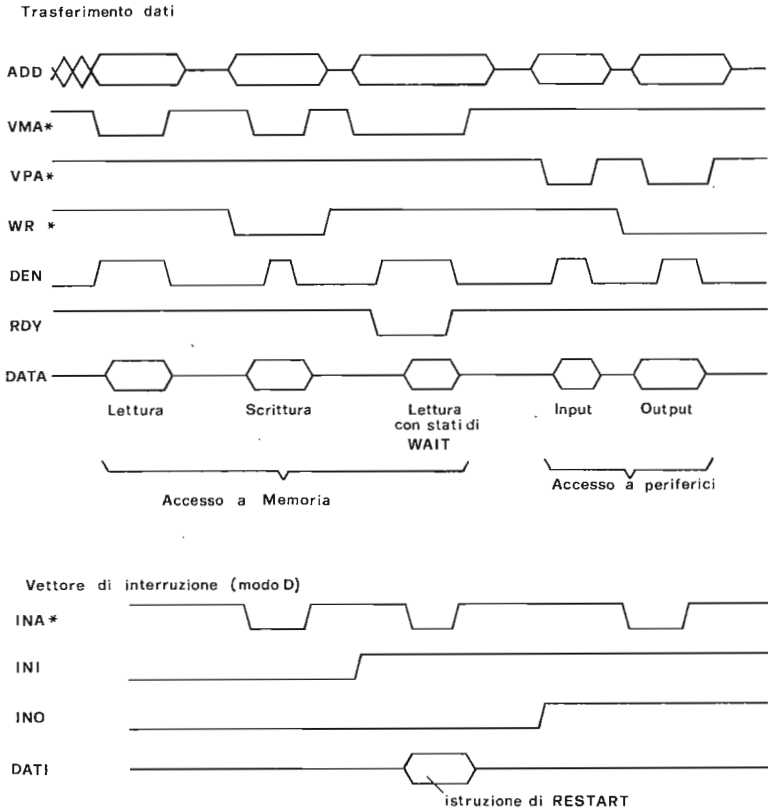 Trasferimento dati
ADD
VMA*
VPA*
WR *
DEN
RDY
DATA
Lettura Scrittura Lettura con stati di WAIT Input Output
Accesso a Memoria Accesso a periferici
Vettore di interruzione (modo D)
INA*
INI
INO
DATI
istruzione di RESTART